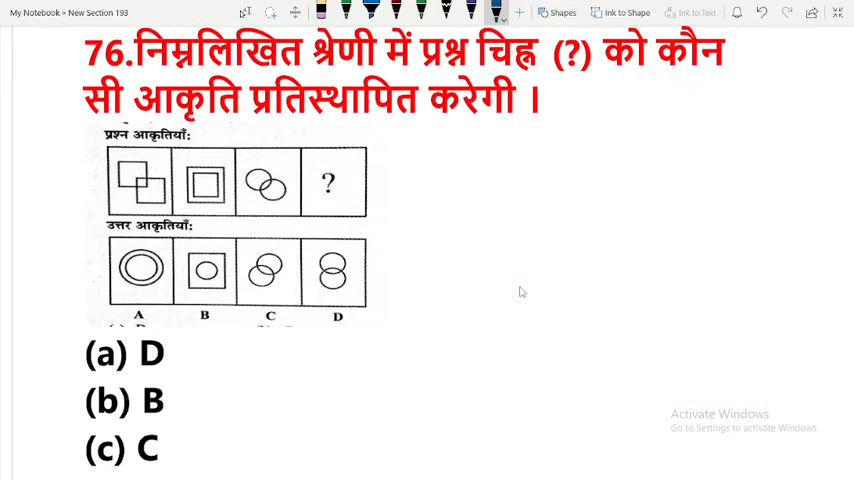 My Notebook » New Section 193
Shapes Ink to Shape Ink to Text
76.निम्नलिखित श्रेणी में प्रश्न चिह्न (?) को कौन
सी आकृति प्रतिस्थापित करेगी ।
प्रश्न आकृतियाँ:
?
उत्तर आकृतियाँ:
A B C D
(a) D
(b) B
(c) C
Activate Windows
Go to Settings to activate Windows.